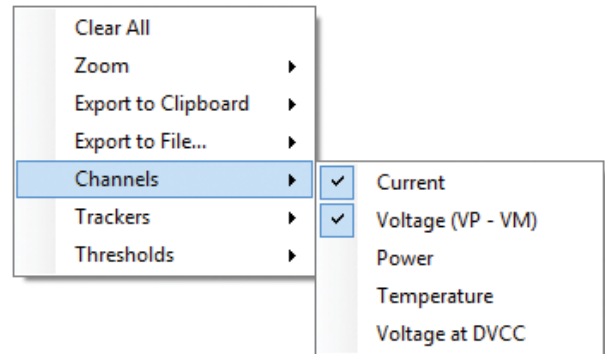 Clear All
Zoom
Export to Clipboard
Export to File...
Channels
Trackers
Thresholds
Current
Voltage (VP - VM)
Power
Temperature
Voltage at DVCC